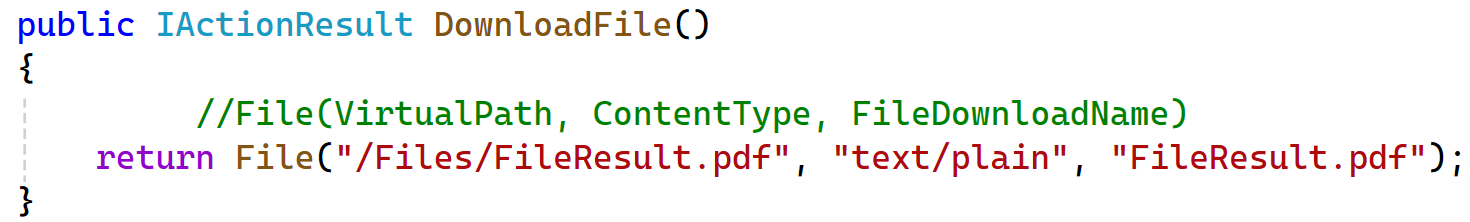 public IActionResult DownloadFile()
{
//File(VirtualPath, ContentType, FileDownloadName)
return File("/Files/FileResult.pdf", "text/plain", "FileResult.pdf");
}